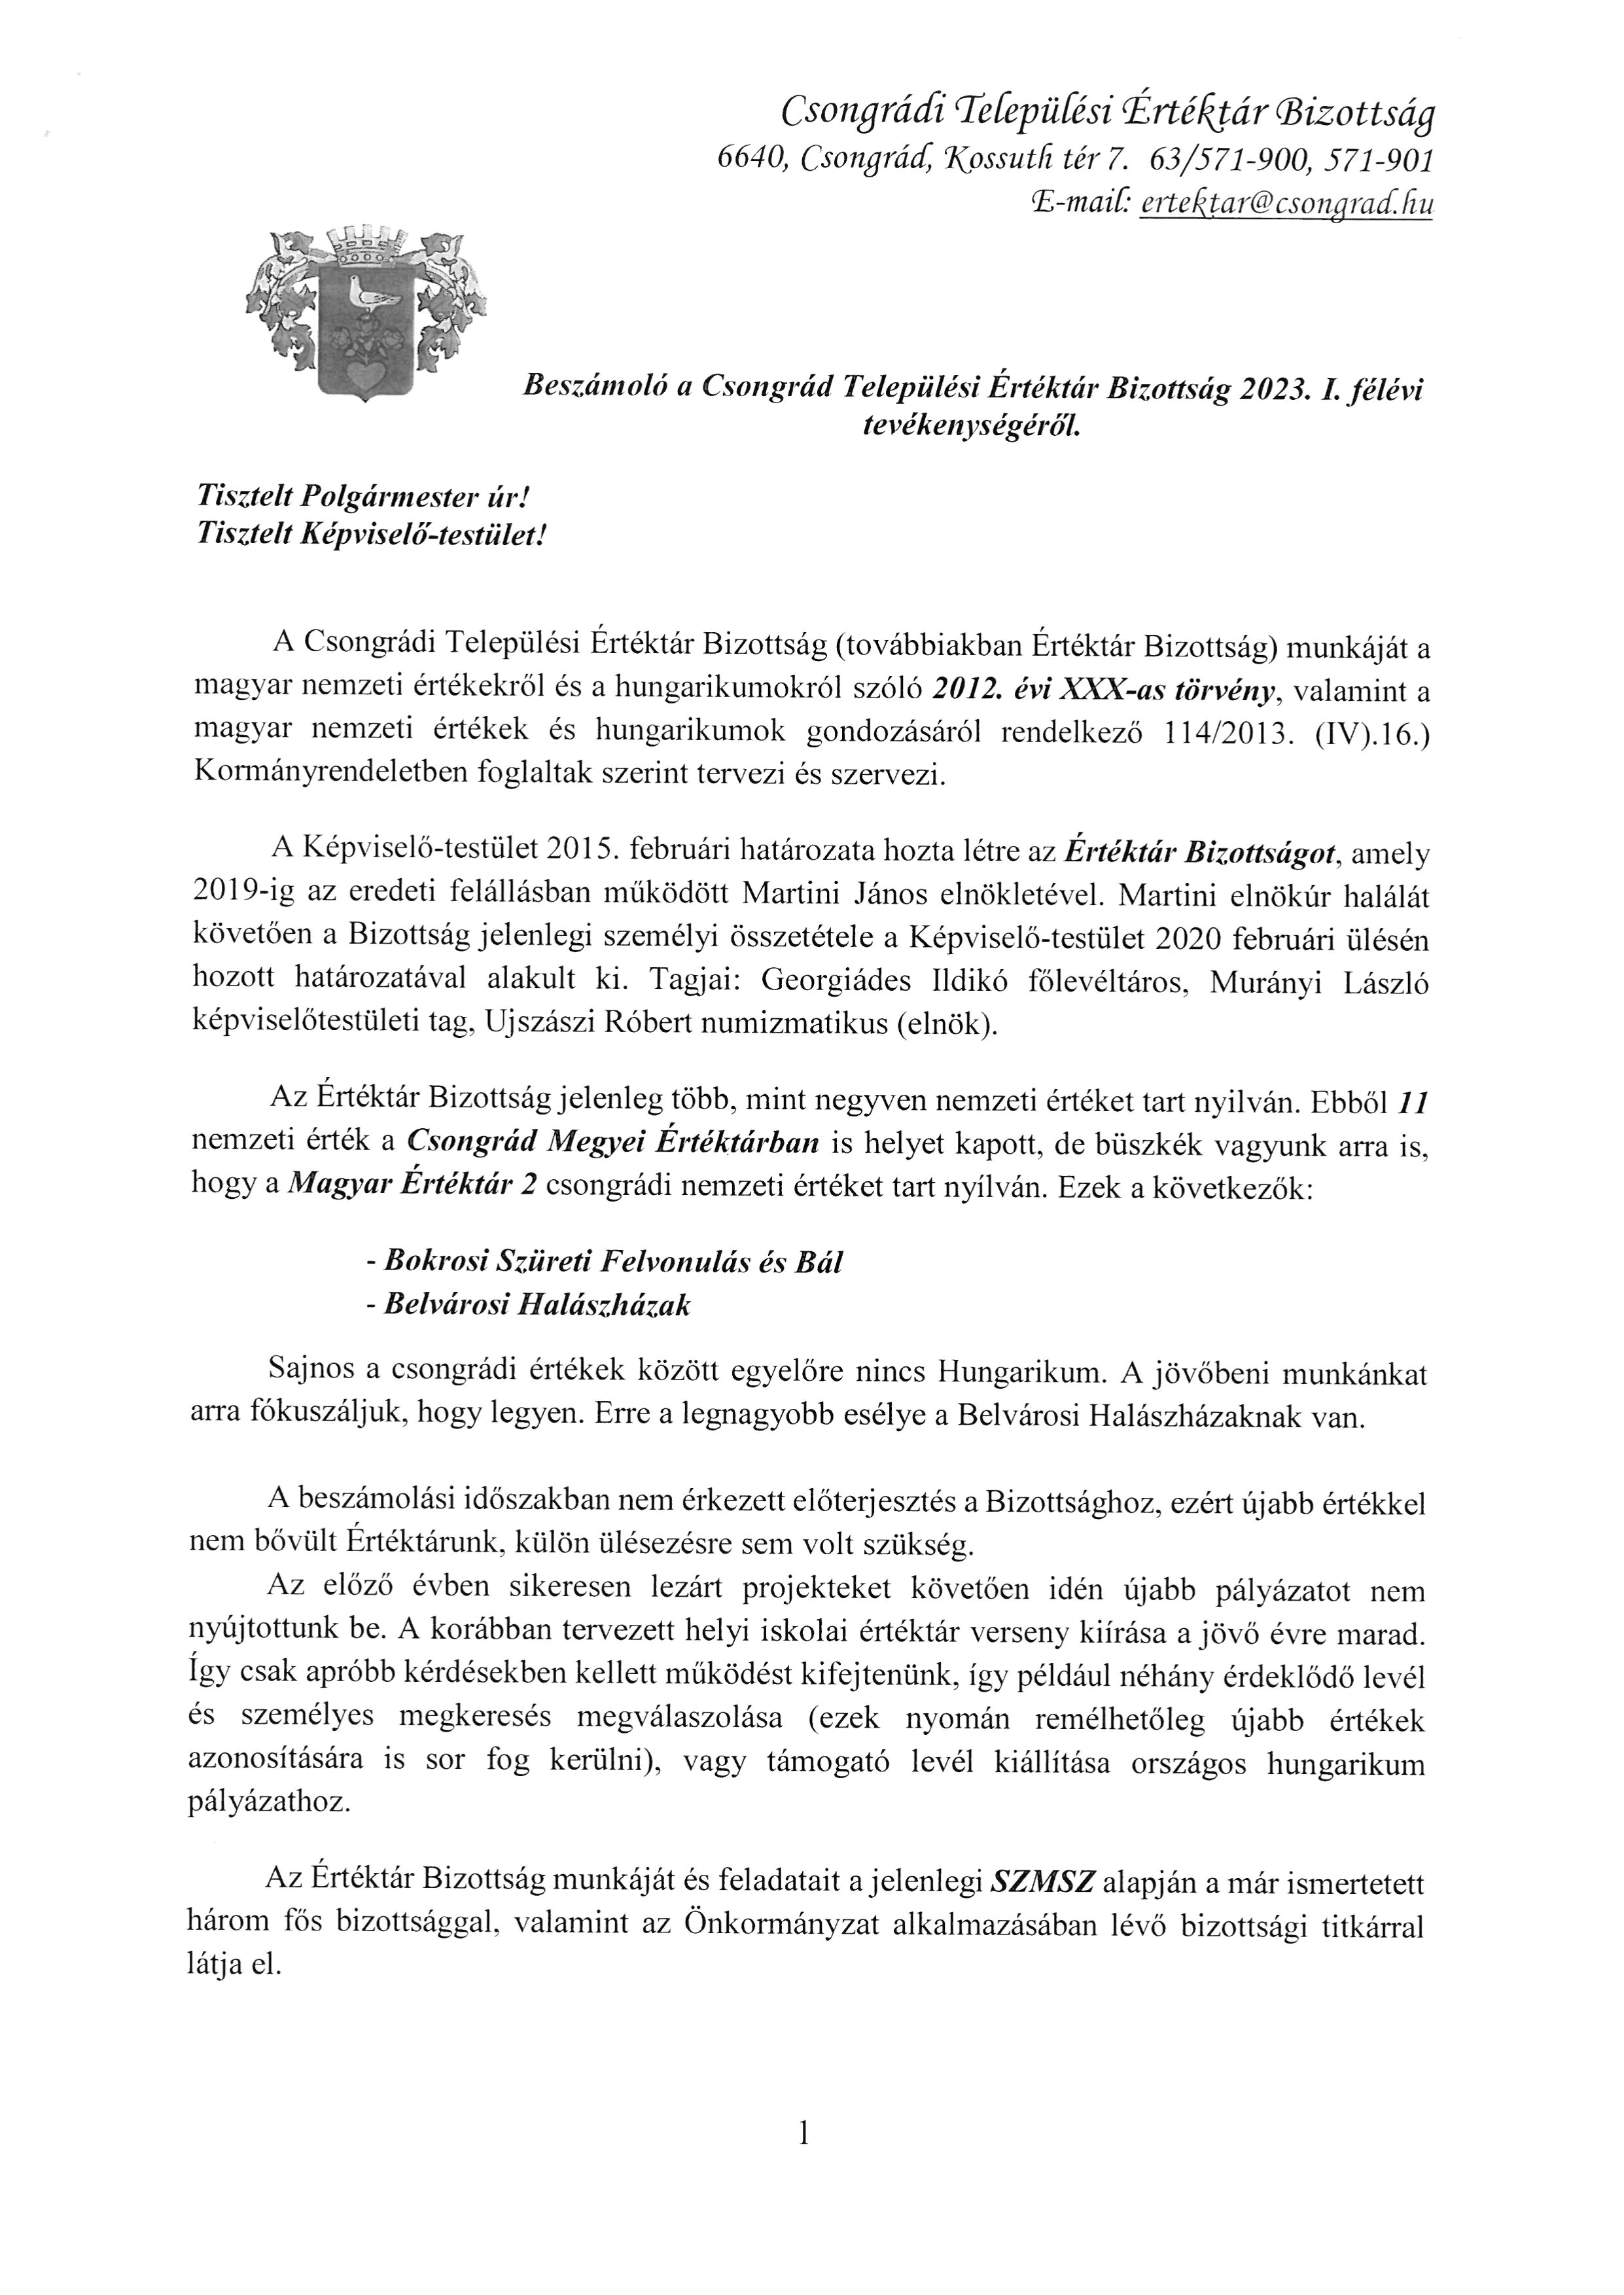 Csongrádi Települési Értéktár Bizottság
6640, Csongrád, Kossuth tér 7. 63/571-900, 571-901
E-mail: ertektar@csongrad.hu
Beszámoló a Csongrád Települési Értéktár Bizottság 2023. I. félévi
tevékenységéről.
Tisztelt Polgármester úr!
Tisztelt Képviselő-testület!
A Csongrádi Települési Értéktár Bizottság (továbbiakban Értéktár Bizottság) munkáját a
magyar nemzeti értékekről és a hungarikumokról szóló 2012. évi XXX-as törvény, valamint a
magyar nemzeti értékek és hungarikumok gondozásáról rendelkező 114/2013. (IV).16.)
Kormányrendeletben foglaltak szerint tervezi és szervezi.
A Képviselő-testület 2015. februári határozata hozta létre az Értéktár Bizottságot, amely
2019-ig az eredeti felállásban működött Martini János elnökletével. Martini elnökúr halálát
követően a Bizottság jelenlegi személyi összetétele a Képviselő-testület 2020 februári ülésén
hozott határozatával alakult ki. Tagjai: Georgiádes Ildikó főlevéltáros, Murányi László
képviselőtestületi tag, Ujszászi Róbert numizmatikus (elnök).
Az Értéktár Bizottság jelenleg több, mint negyven nemzeti értéket tart nyilván. Ebből 11
nemzeti érték a Csongrád Megyei Értéktárban is helyet kapott, de büszkék vagyunk arra is,
hogy a Magyar Értéktár 2 csongrádi nemzeti értéket tart nyílván. Ezek a következők:
- Bokrosi Szüreti Felvonulás és Bál
- Belvárosi Halászházak
Sajnos a csongrádi értékek között egyelőre nincs Hungarikum. A jövőbeni munkánkat
arra fókuszáljuk, hogy legyen. Erre a legnagyobb esélye a Belvárosi Halászházaknak van.
A beszámolási időszakban nem érkezett előterjesztés a Bizottsághoz, ezért újabb értékkel
nem bővült Értéktárunk, külön ülésezésre sem volt szükség.
Az előző évben sikeresen lezárt projekteket követően idén újabb pályázatot nem
nyújtottunk be. A korábban tervezett helyi iskolai értéktár verseny kiírása a jövő évre marad.
Így csak apróbb kérdésekben kellett működést kifejtenünk, így például néhány érdeklődő levél
és személyes megkeresés megválaszolása (ezek nyomán remélhetőleg újabb értékek
azonosítására is sor fog kerülni), vagy támogató levél kiállítása országos hungarikum
pályázathoz.
Az Értéktár Bizottság munkáját és feladatait a jelenlegi SZMSZ alapján a már ismertetett
három fős bizottsággal, valamint az Önkormányzat alkalmazásában lévő bizottsági titkárral
látja el.
1